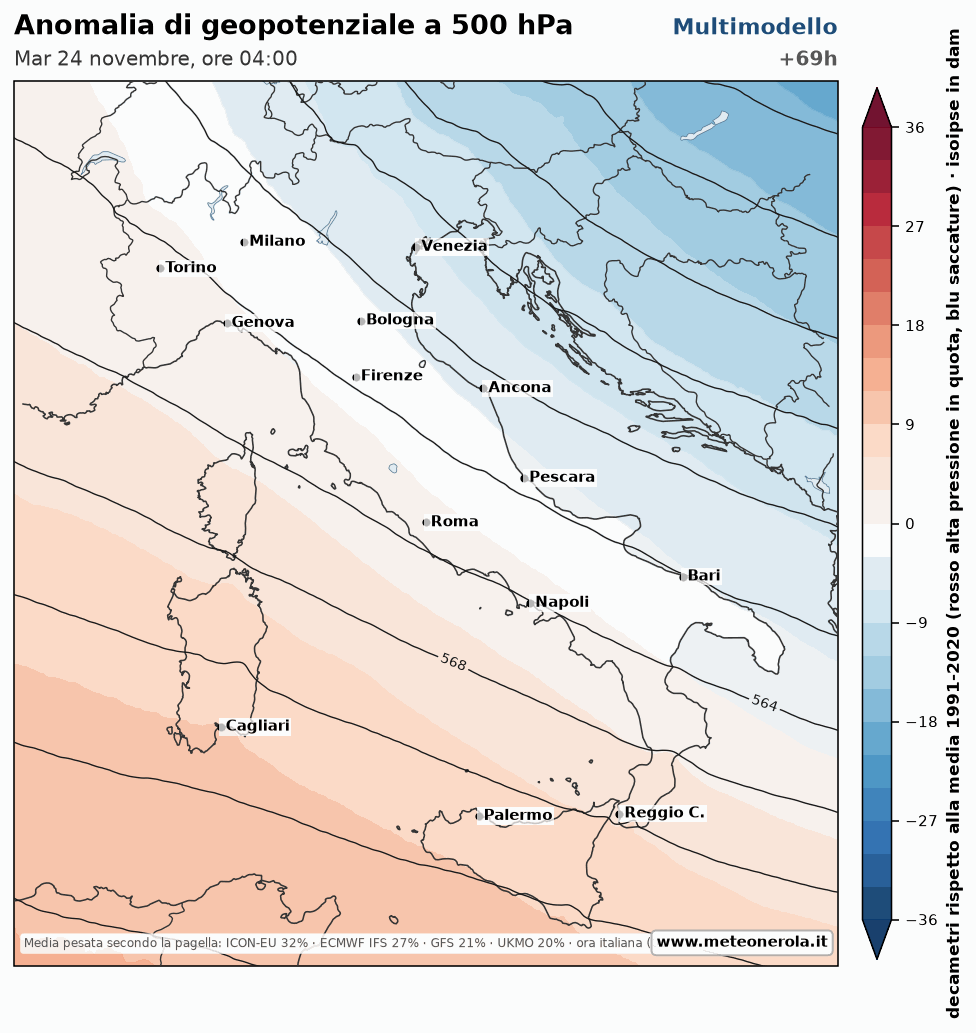 Anomalia di geopotenziale a 500 hPa
Multimodello
Mar 24 novembre, ore 04:00
+69h
Milano
Venezia
Torino
Genova
Bologna
Firenze
Ancona
Pescara
Roma
Bari
Napoli
568
564
Cagliari
Palermo
Reggio C.
Media pesata secondo la pagella: ICON-EU 32% · ECMWF IFS 27% · GFS 21% · UKMO 20% · ora italiana (
www.meteonerola.it
36
27
18
9
0
−9
−18
−27
−36
decametri rispetto alla media 1991-2020 (rosso alta pressione in quota, blu saccature) · isoipse in dam